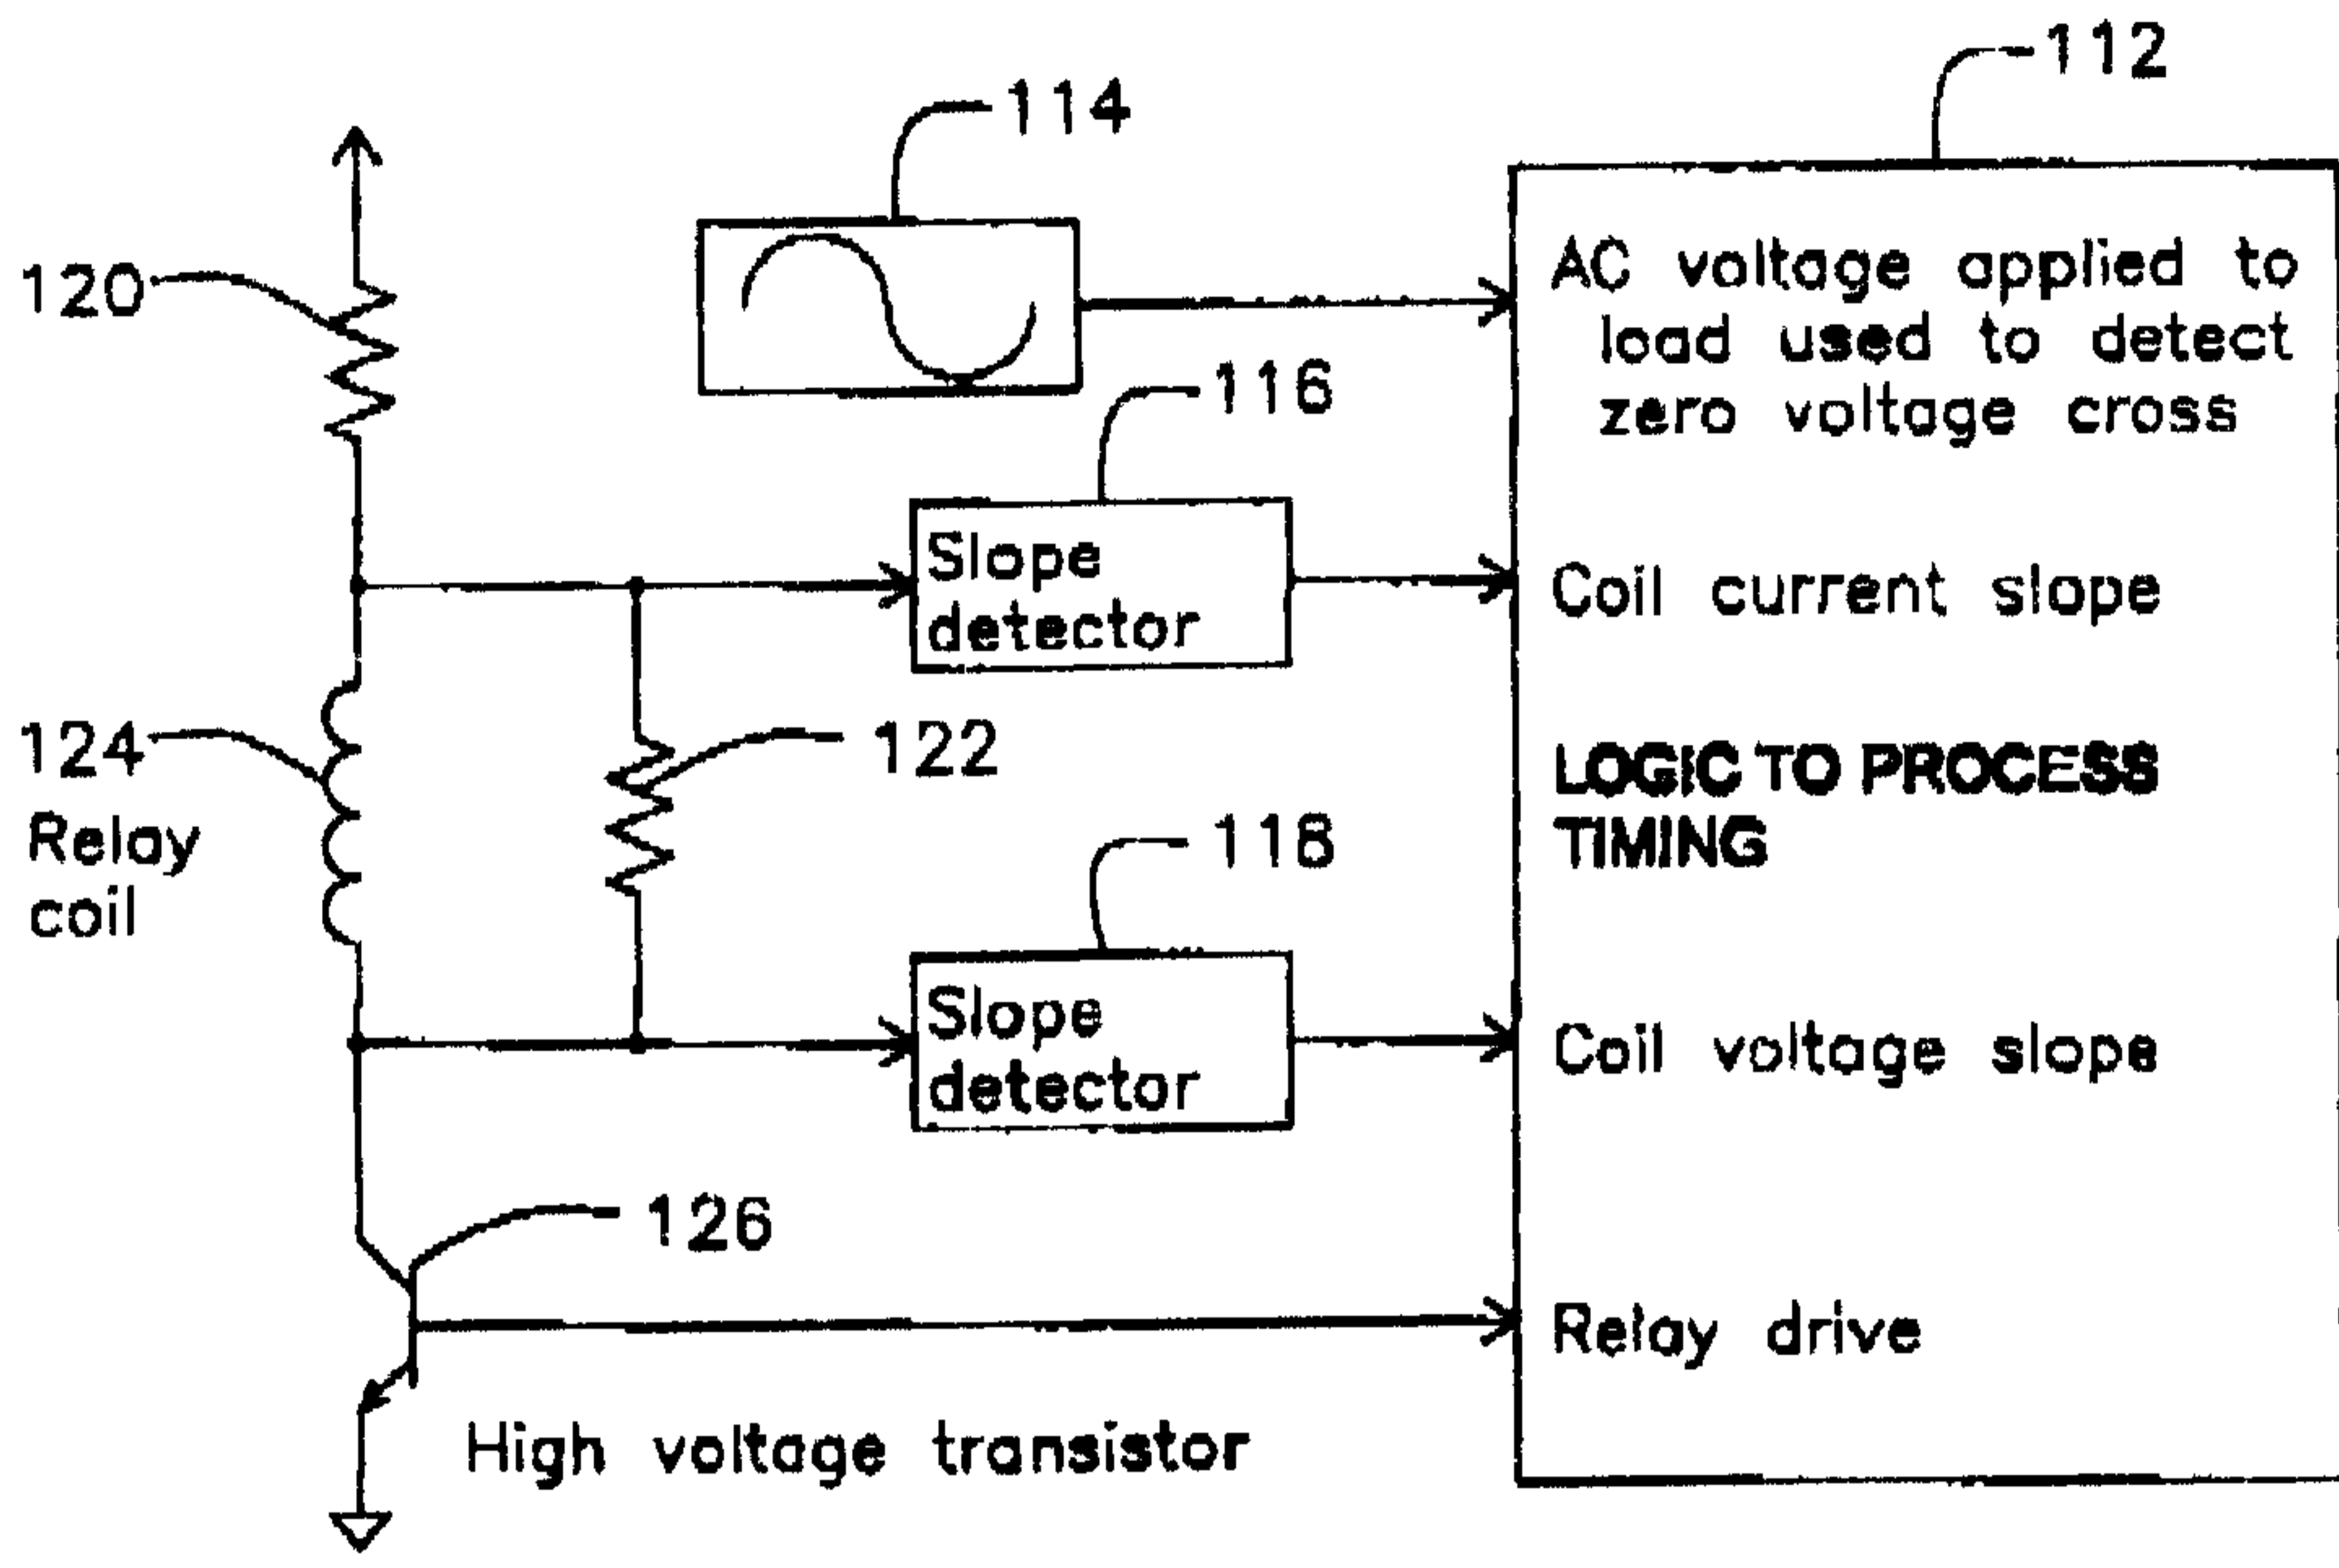 112
114
120
AC voltage applied to
load used to detect
zero voltage cross
116
Slope
detector
Coil current slope
124
Relay
coil
122
LOGIC TO PROCESS
TIMING
118
Slope
detector
Coil voltage slope
126
Relay drive
High voltage transistor